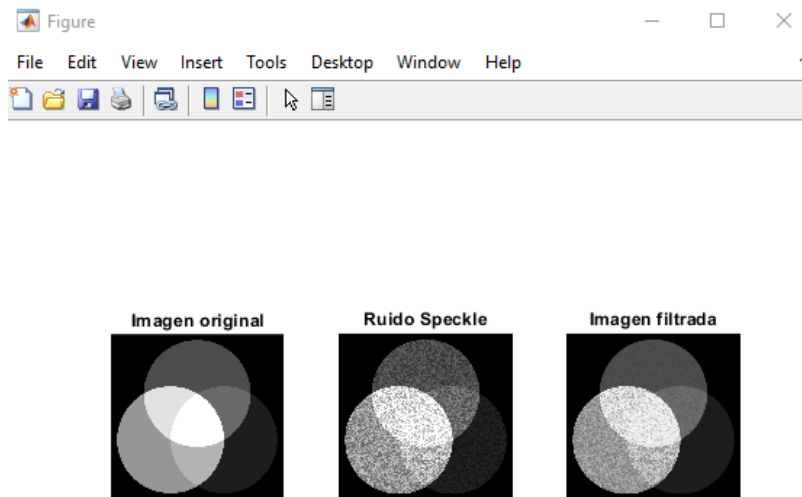 Figure
File Edit View Insert Tools Desktop Window Help
Imagen original Ruido Speckle Imagen filtrada